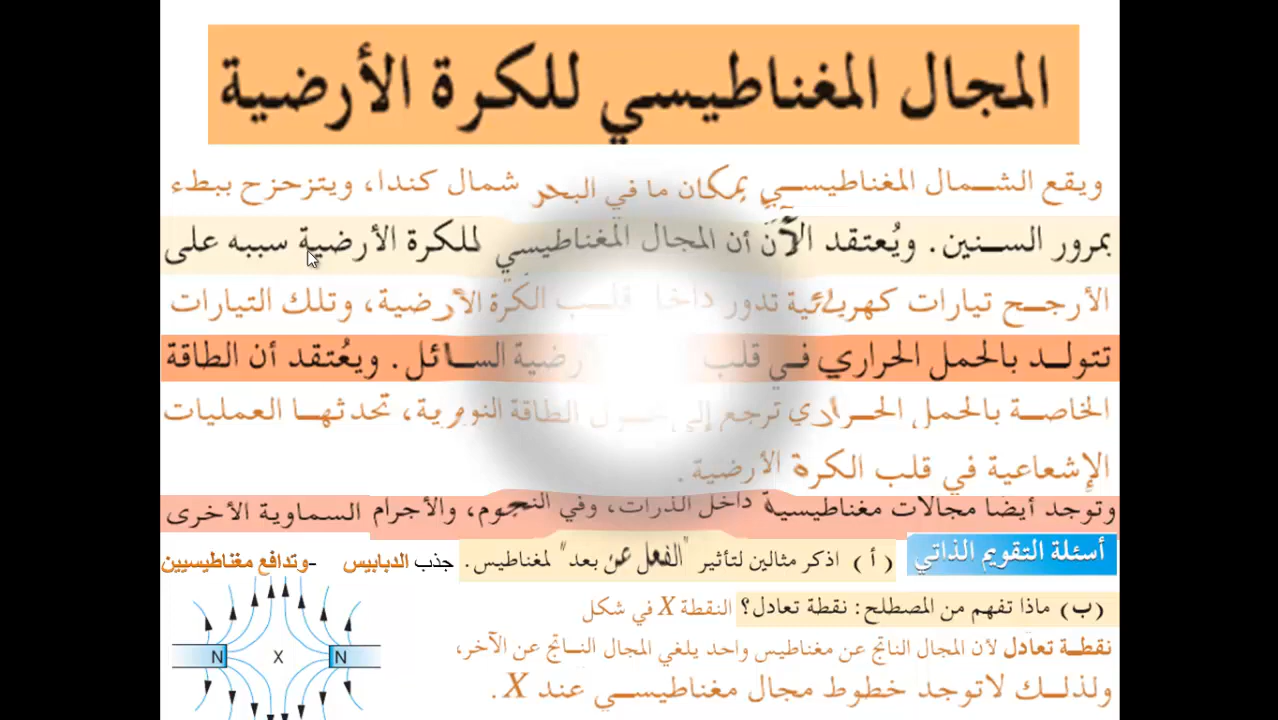 المجال المغناطيسي للكرة الأرضية
ويقع الشمال المغناطيسي بمكان ما في البحر شمال كندا، ويتزحزح ببطء
بمرور السنين. ويُعتقد الآن أن المجال المغناطيسي للكرة الأرضية سببه على
الأرجح تيارات كهربائية تدور داخل قلب الكرة الأرضية، وتلك التيارات
تتولد بالحمل الحراري في قلب رضية السائل. ويُعتقد أن الطاقة
الخاصة بالحمل الحراري ترجع إلى الطاقة النووية، تحدثها العمليات
الإشعاعية في قلب الكرة الأرضية.
وتوجد أيضا مجالات مغناطيسية داخل الذرات، وفي النجوم، والأجرام السماوية الأخرى
أسئلة التقويم الذاتي
(أ) اذكر مثالين لتأثير "الفعل عن بعد" لمغناطيس. جذب الدبابيس -وتدافع مغناطيسيين
(ب) ماذا تفهم من المصطلح: نقطة تعادل؟ النقطة X في شكل
نقطة تعادل لأن المجال الناتج عن مغناطيس واحد يلغي المجال الناتج عن الآخر،
ولذلك لاتوجد خطوط مجال مغناطيسي عند X.
N X N